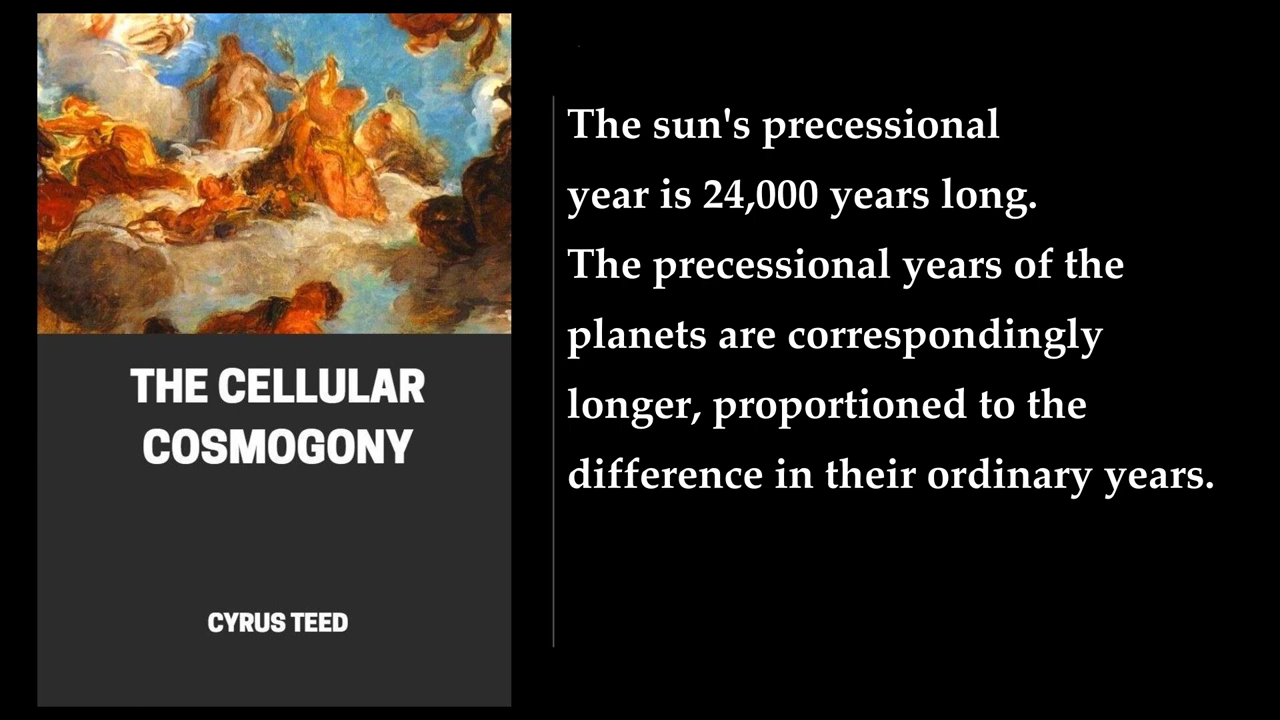 THE CELLULAR
COSMOGONY
CYRUS TEED
The sun's precessional
year is 24,000 years long.
The precessional years of the
planets are correspondingly
longer, proportioned to the
difference in their ordinary years.